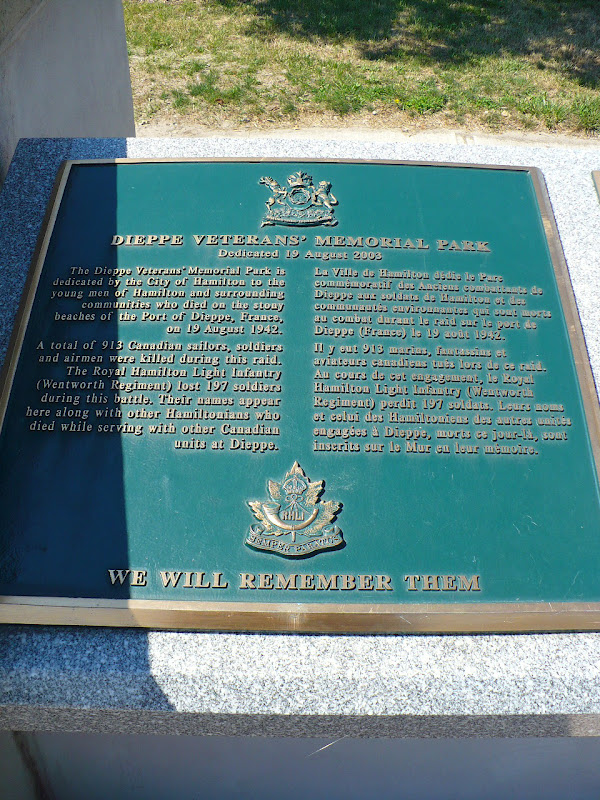 DIEPPE VETERANS' MEMORIAL PARK
Dedicated 19 August 2003
The Dieppe Veterans' Memorial Park is
dedicated by the City of Hamilton to the
young men of Hamilton and surrounding
communities who died on the stony
beaches of the Port of Dieppe, France,
on 19 August 1942.
A total of 913 Canadian sailors, soldiers
and airmen were killed during this raid.
The Royal Hamilton Light Infantry
(Wentworth Regiment) lost 197 soldiers
during this battle. Their names appear
here along with other Hamiltonians who
died while serving with other Canadian
units at Dieppe.
La Ville de Hamilton dédie le Parc
commémoratif des Anciens combattants de
Dieppe aux soldats de Hamilton et des
communautés environnantes qui sont morts
au combat durant le raid sur le port de
Dieppe (France) le 19 août 1942.
Il y eut 913 marins, fantassins et
aviateurs canadiens tués lors de ce raid.
Au cours de cet engagement, le Royal
Hamilton Light Infantry (Wentworth
Regiment) perdit 197 soldats. Leurs noms
et celui des Hamiltoniens des autres unités
engagées à Dieppe, morts ce jour-là, sont
inscrits sur le Mur en leur mémoire.
RHLI
SEMPER PARATUS
WE WILL REMEMBER THEM